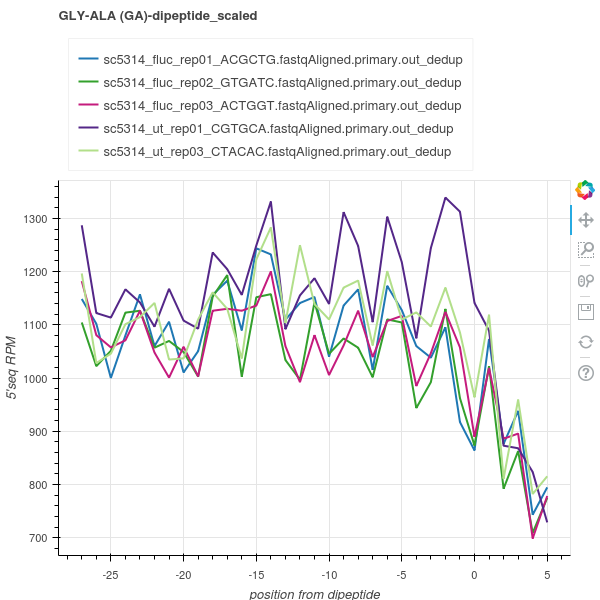 GLY-ALA (GA)-dipeptide_scaled
sc5314_fluc_rep01_ACGCTG.fastqAligned.primary.out_dedup
sc5314_fluc_rep02_GTGATC.fastqAligned.primary.out_dedup
sc5314_fluc_rep03_ACTGGT.fastqAligned.primary.out_dedup
sc5314_ut_rep01_CGTGCA.fastqAligned.primary.out_dedup
sc5314_ut_rep03_CTACAC.fastqAligned.primary.out_dedup
1300
1200
1100
1000
900
800
700
5'seq RPM
-25 -20 -15 -10 -5 0 5
position from dipeptide